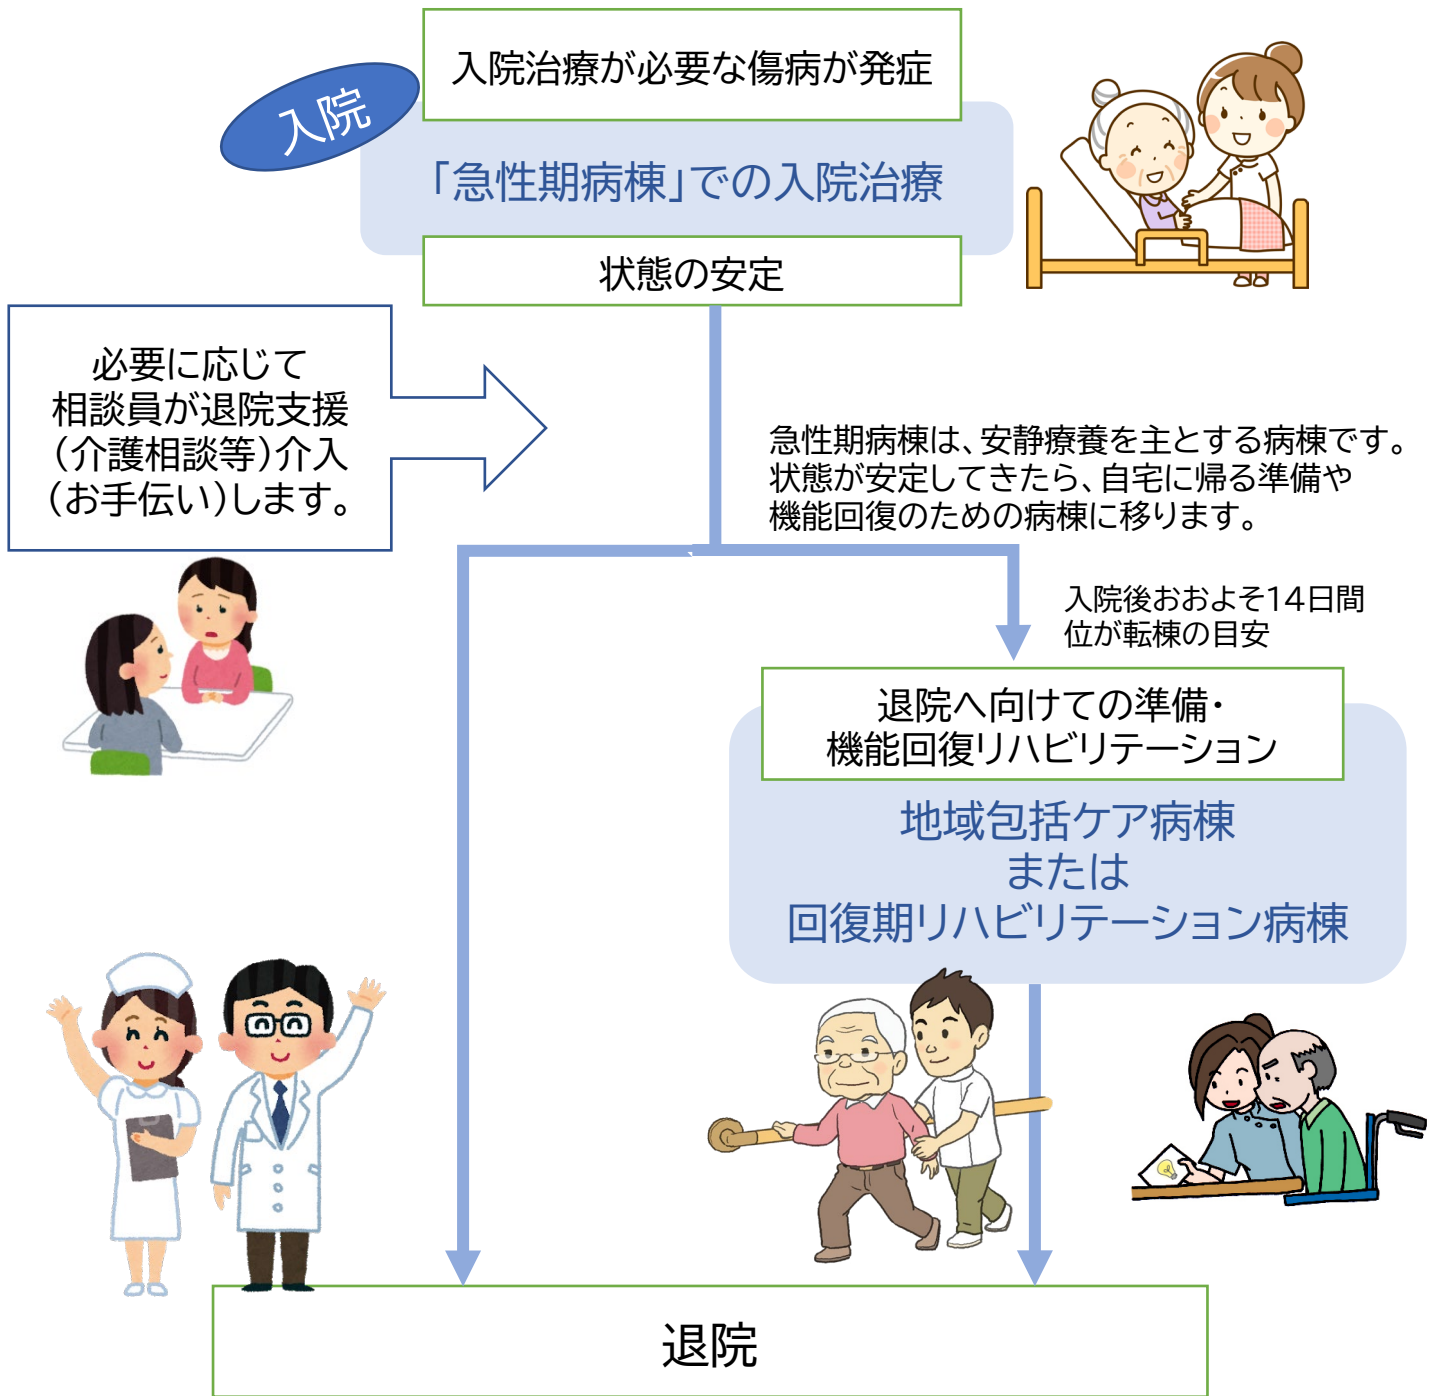 入院治療が必要な傷病が発症
入院
「急性期病棟」での入院治療
状態の安定
必要に応じて
相談員が退院支援
（介護相談等）介入
（お手伝い）します。
急性期病棟は、安静療養を主とする病棟です。
状態が安定してきたら、自宅に帰る準備や
機能回復のための病棟に移ります。
入院後おおよそ14日間
位が転棟の目安
退院へ向けての準備・
機能回復リハビリテーション
地域包括ケア病棟
または
回復期リハビリテーション病棟
退院